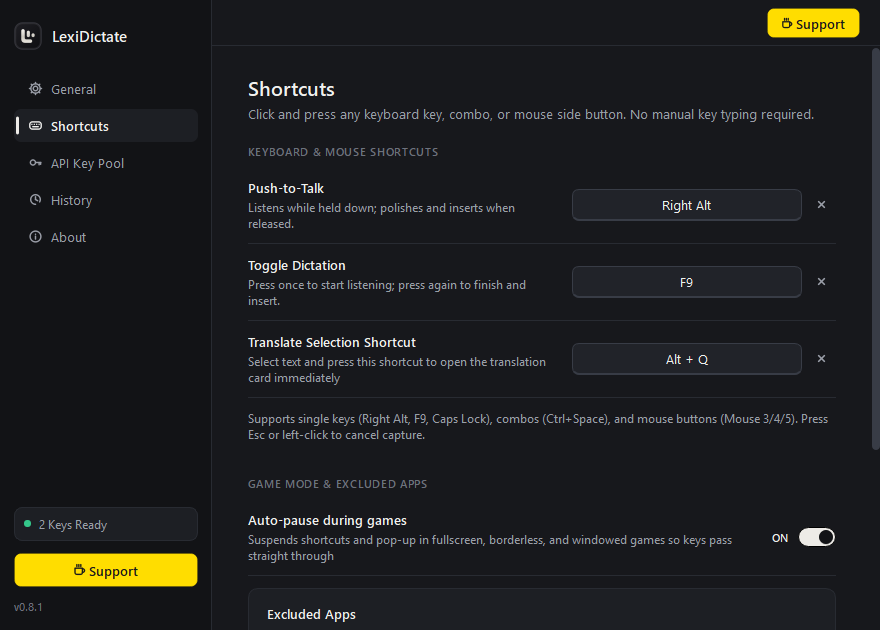 LexiDictate
Support
General
Shortcuts
API Key Pool
History
About
2 Keys Ready
Support
v0.8.1
Shortcuts
Click and press any keyboard key, combo, or mouse side button. No manual key typing required.
KEYBOARD & MOUSE SHORTCUTS
Push-to-Talk
Listens while held down; polishes and inserts when
released.
Right Alt
Toggle Dictation
Press once to start listening; press again to finish and
insert.
F9
Translate Selection Shortcut
Select text and press this shortcut to open the translation
card immediately
Alt + Q
Supports single keys (Right Alt, F9, Caps Lock), combos (Ctrl+Space), and mouse buttons (Mouse 3/4/5). Press
Esc or left-click to cancel capture.
GAME MODE & EXCLUDED APPS
Auto-pause during games
Suspends shortcuts and pop-up in fullscreen, borderless, and windowed games so keys pass
straight through
ON
Excluded Apps